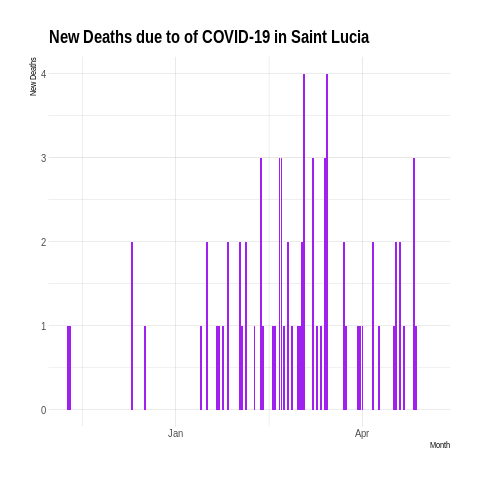 New Deaths due to of COVID-19 in Saint Lucia
New Deaths
4
3
2
1
0
Jan
Apr
Month